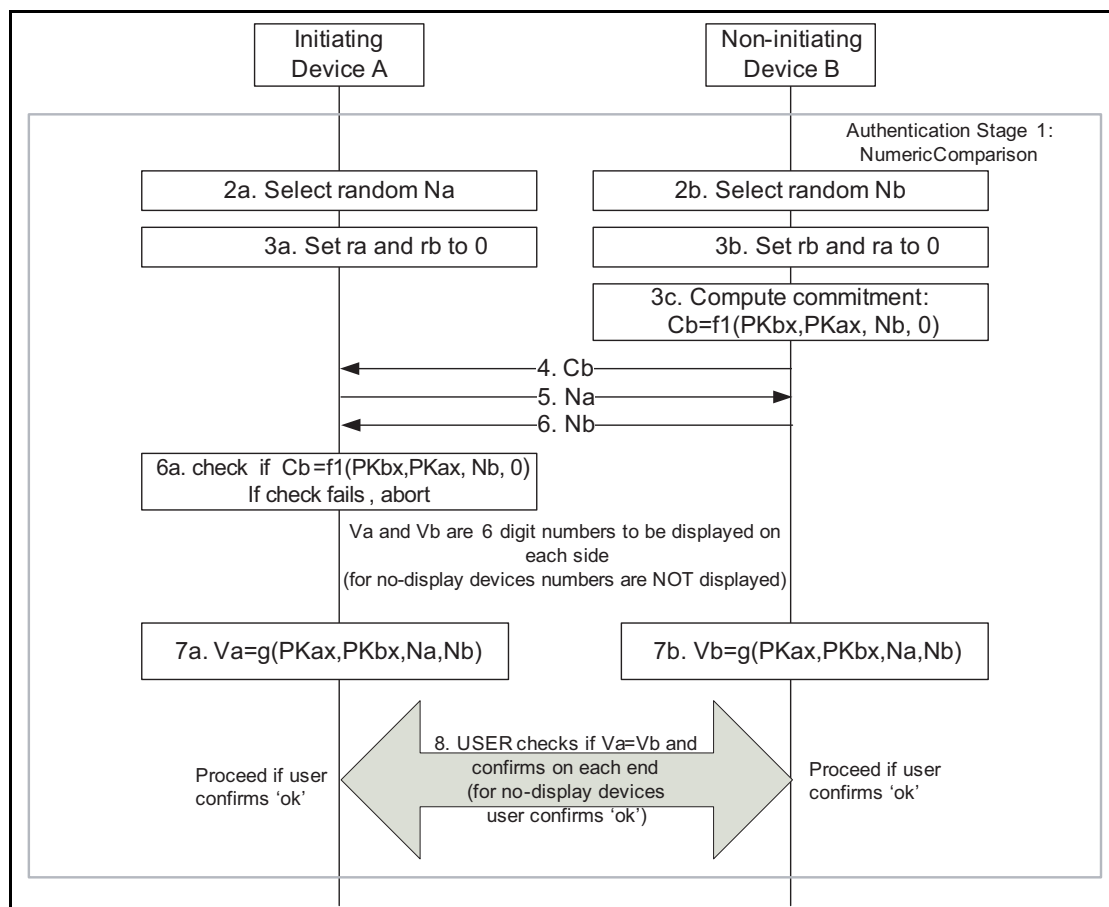 Initiating
Device A
Non-initiating
Device B
Authentication Stage 1:
NumericComparison
2a. Select random Na
2b. Select random Nb
3a. Set ra and rb to 0
3b. Set rb and ra to 0
3c. Compute commitment:
Cb=f1(PKbx,PKax, Nb, 0)
4. Cb
5. Na
6. Nb
6a. check if Cb=f1(PKbx,PKax, Nb, 0)
If check fails, abort
Va and Vb are 6 digit numbers to be displayed on
each side
(for no-display devices numbers are NOT displayed)
7a. Va=g(PKax,PKbx,Na,Nb)
7b. Vb=g(PKax,PKbx,Na,Nb)
8. USER checks if Va=Vb and
confirms on each end
(for no-display devices
user confirms ‘ok’)
Proceed if user
confirms ‘ok’
Proceed if user
confirms ‘ok’